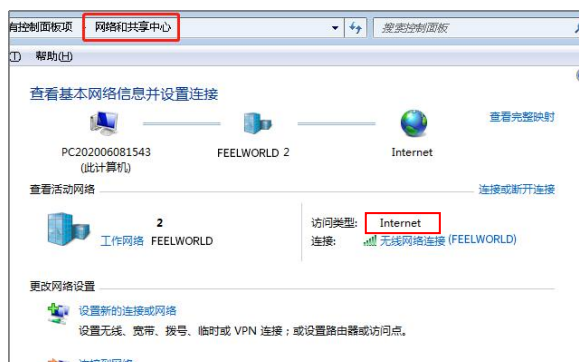 有控制面板项 网络和共享中心 搜索控制面板
(T) 帮助(H)
查看基本网络信息并设置连接
查看完整映射
PC202006081543 FEELWORLD 2 Internet
(此计算机)
查看活动网络 连接或断开连接
2 访问类型: Internet
工作网络 FEELWORLD 连接: 无线网络连接 (FEELWORLD)
更改网络设置
设置新的连接或网络
设置无线、宽带、拨号、临时或 VPN 连接；或设置路由器或访问点。